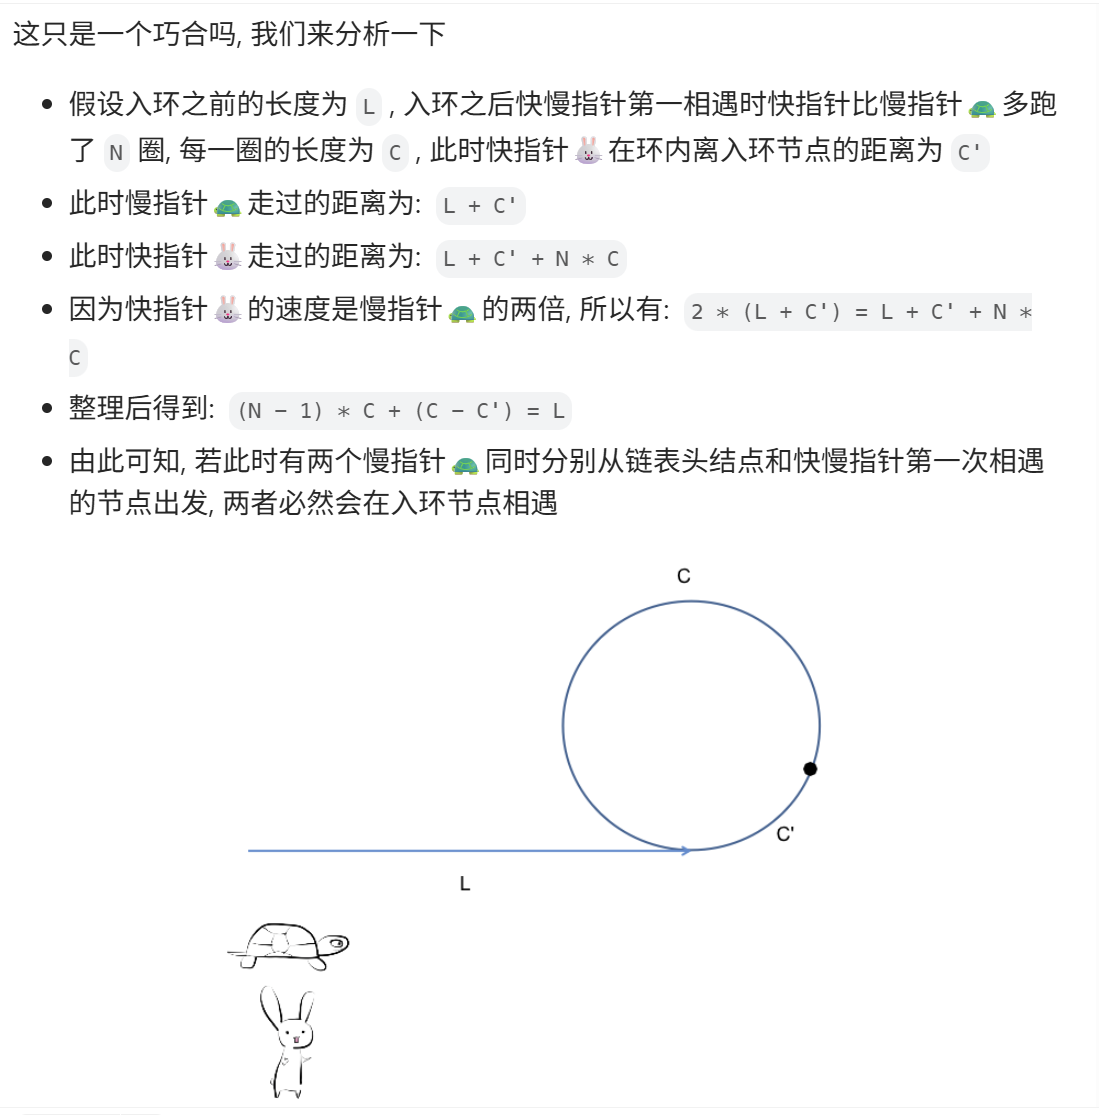 这只是一个巧合吗, 我们来分析一下
假设入环之前的长度为 L , 入环之后快慢指针第一相遇时快指针比慢指针🐢多跑
了 N 圈, 每一圈的长度为 C , 此时快指针🐰在环内离入环节点的距离为 C'
此时慢指针🐢走过的距离为: L + C'
此时快指针🐰走过的距离为: L + C' + N * C
因为快指针🐰的速度是慢指针🐢的两倍, 所以有: 2 * (L + C') = L + C' + N *
C
整理后得到: (N − 1) * C + (C − C') = L
由此可知, 若此时有两个慢指针🐢同时分别从链表头结点和快慢指针第一次相遇
的节点出发, 两者必然会在入环节点相遇
C
C'
L